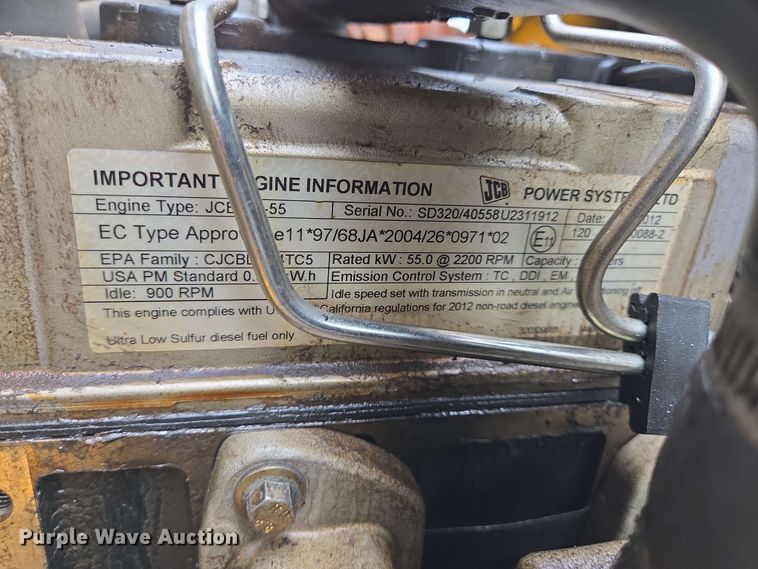 IMPORTANT ENGINE INFORMATION JCB POWER SYSTEMS LTD
Engine Type: JCB -55 Serial No.: SD320/40558U2311912 Date: 2012
EC Type Approval e11*97/68JA*2004/26*0971*02 E11 120 0088-2
EPA Family: CJCBL TC5 Rated kW: 55.0 @ 2200 RPM Capacity:
USA PM Standard 0. kW.h Emission Control System : TC , DDI , EM
Idle: 900 RPM Idle speed set with transmission in neutral and Air off.
This engine complies with California regulations for 2012 non-road diesel engines
Ultra Low Sulfur diesel fuel only.
Purple Wave Auction